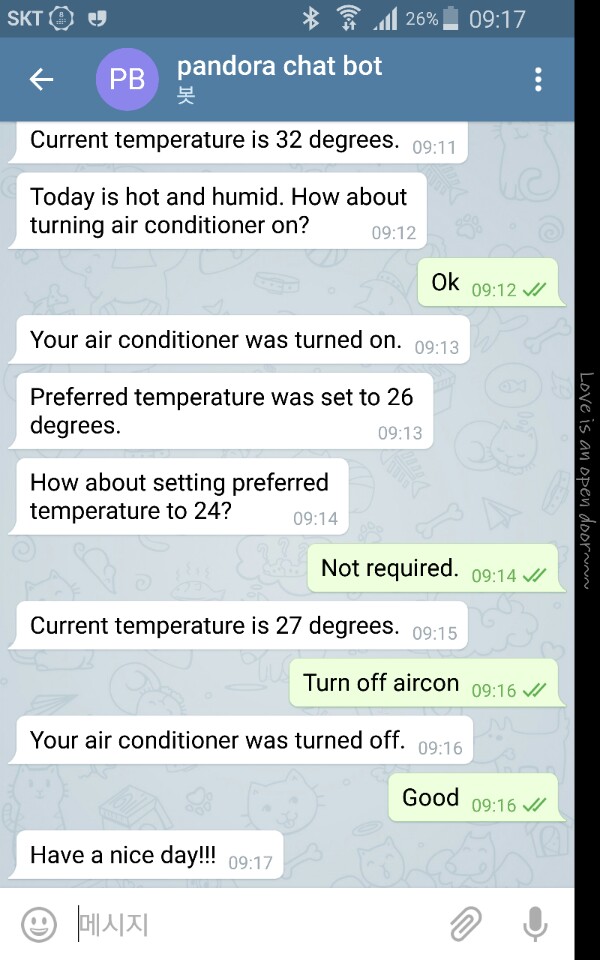 SKT 8 26% 09:17
PB pandora chat bot
봇
Current temperature is 32 degrees. 09:11
Today is hot and humid. How about
turning air conditioner on? 09:12
Ok 09:12
Your air conditioner was turned on. 09:13
Preferred temperature was set to 26
degrees. 09:13
How about setting preferred
temperature to 24? 09:14
Not required. 09:14
Current temperature is 27 degrees. 09:15
Turn off aircon 09:16
Your air conditioner was turned off. 09:16
Good 09:16
Have a nice day!!! 09:17
메시지
Love is an open door~~~